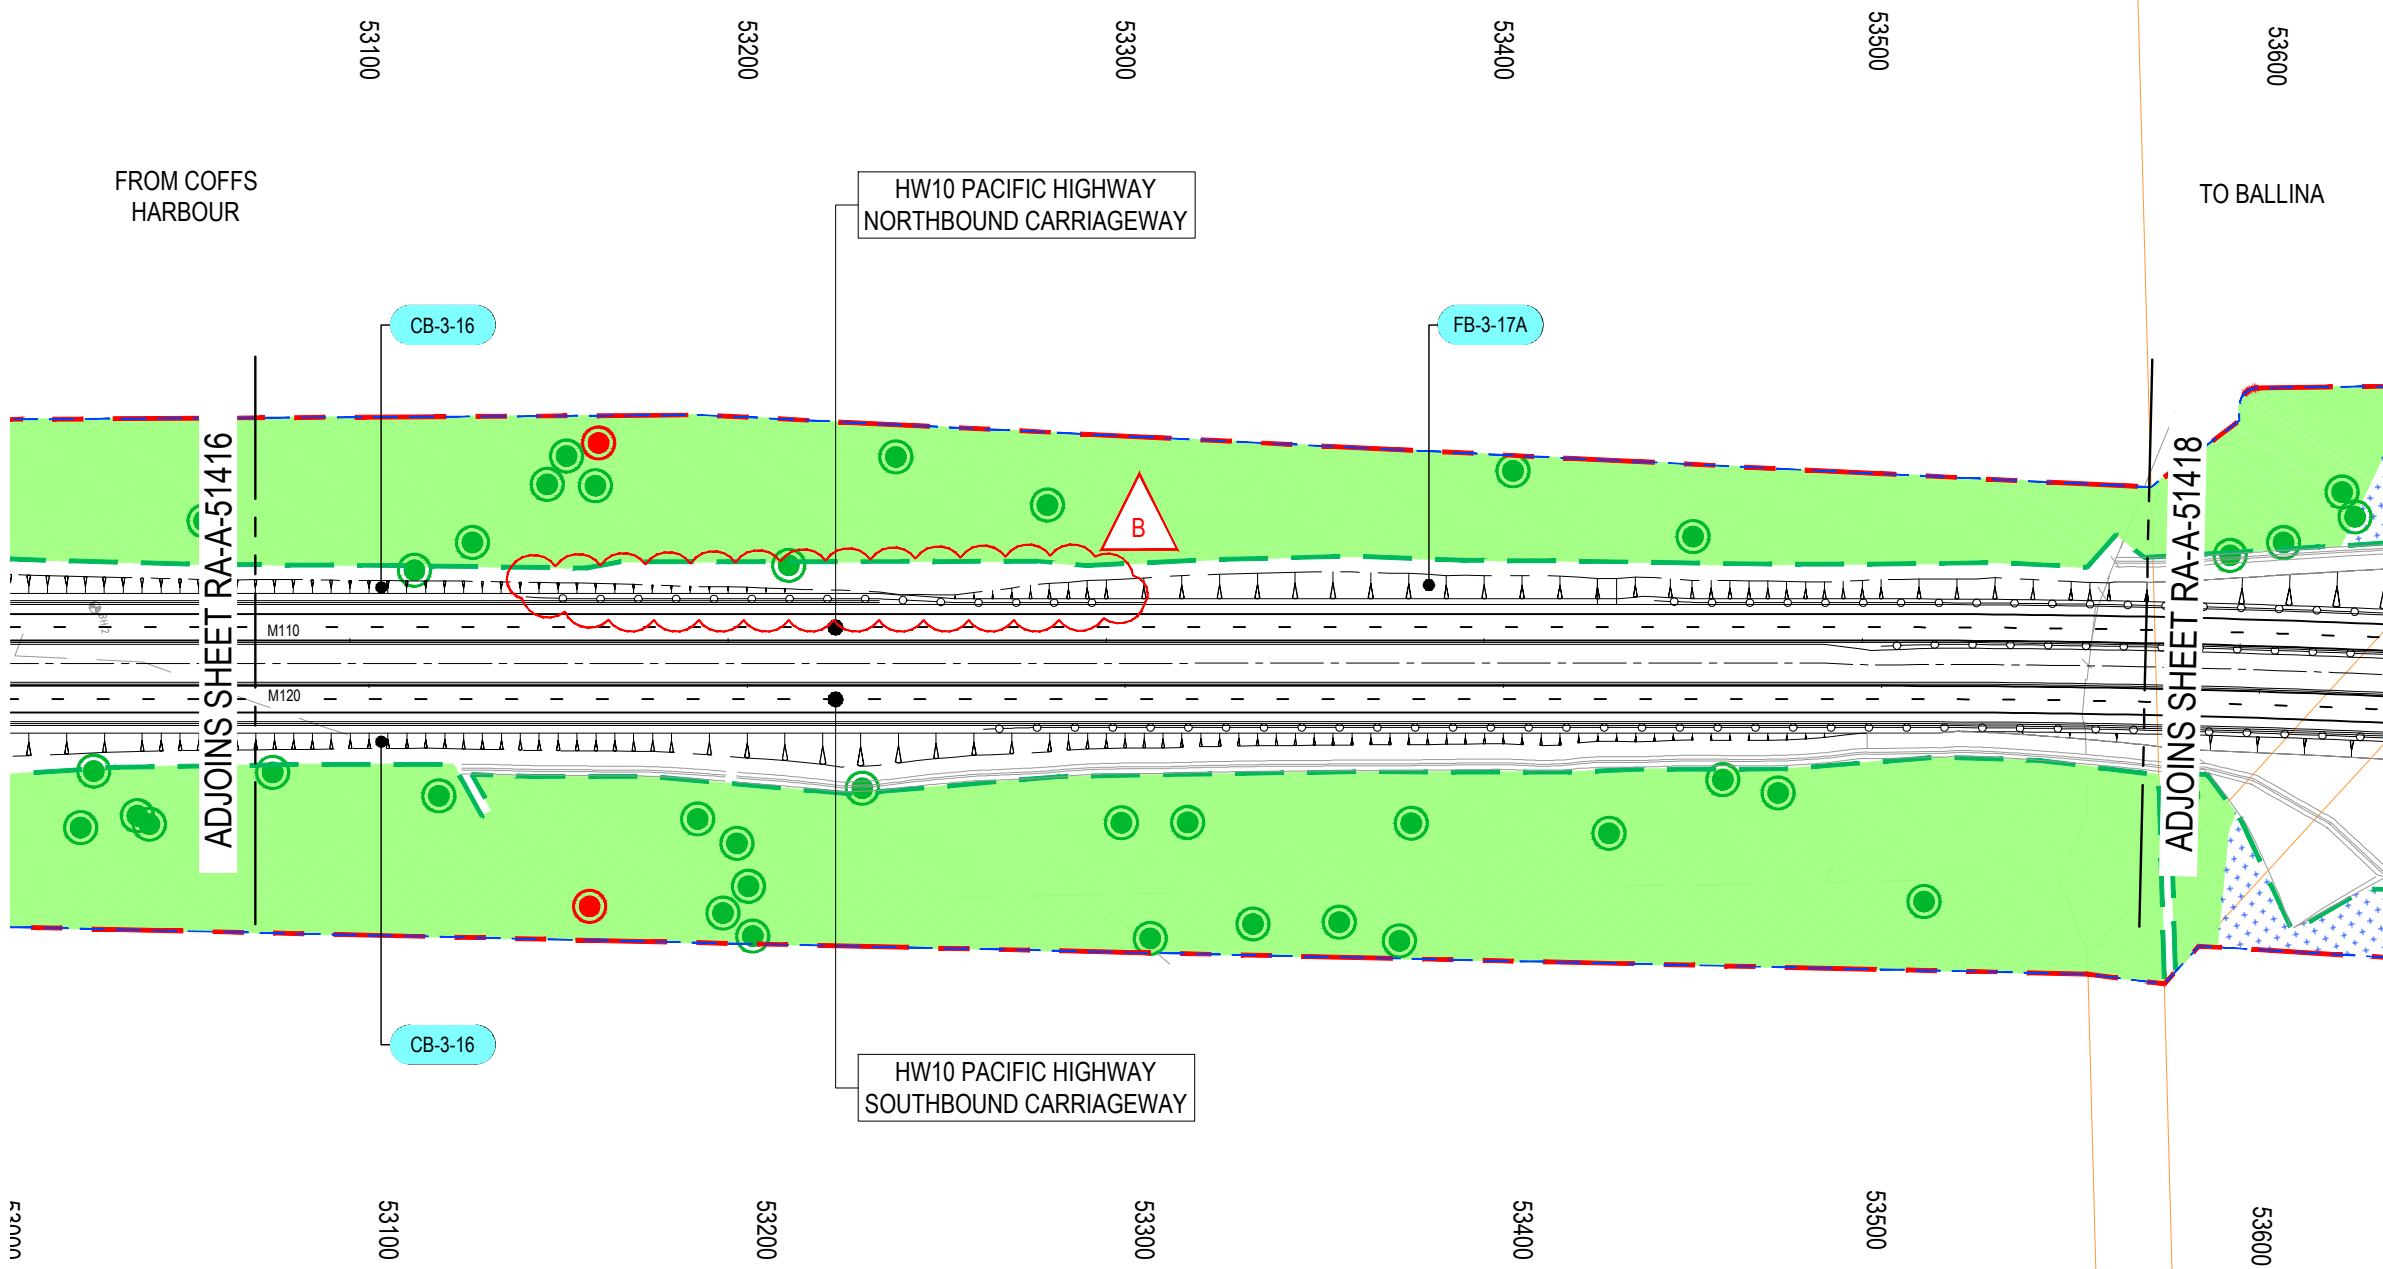 53100
53200
53300
53400
53500
53600
FROM COFFS
HARBOUR
HW10 PACIFIC HIGHWAY
NORTHBOUND CARRIAGEWAY
TO BALLINA
CB-3-16
FB-3-17A
ADJOINS SHEET RA-A-51416
B
ADJOINS SHEET RA-A-51418
M110
M120
CB-3-16
HW10 PACIFIC HIGHWAY
SOUTHBOUND CARRIAGEWAY
53000
53100
53200
53300
53400
53500
53600